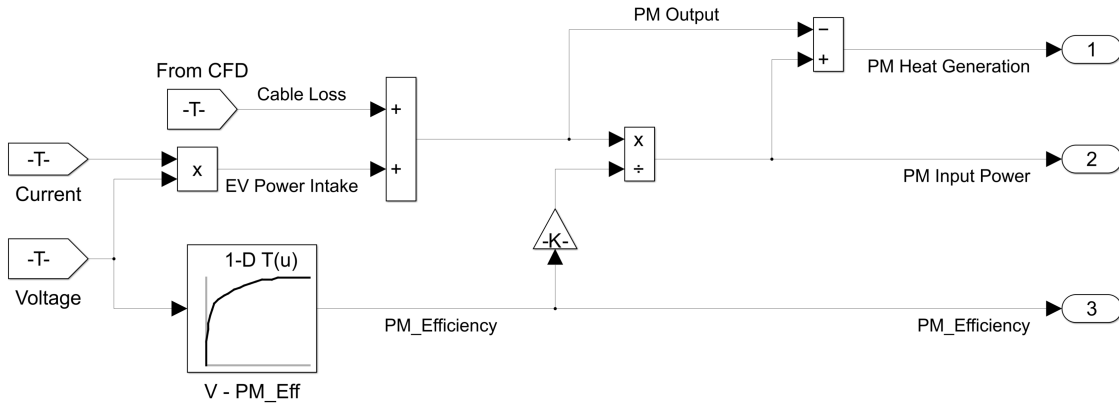 PM Output
−
+
1
PM Heat Generation
From CFD
Cable Loss
-T-
+
-T-
Current
x
EV Power Intake
+
x
÷
2
PM Input Power
-K-
-T-
Voltage
1-D T(u)
PM_Efficiency
PM_Efficiency
3
V - PM_Eff